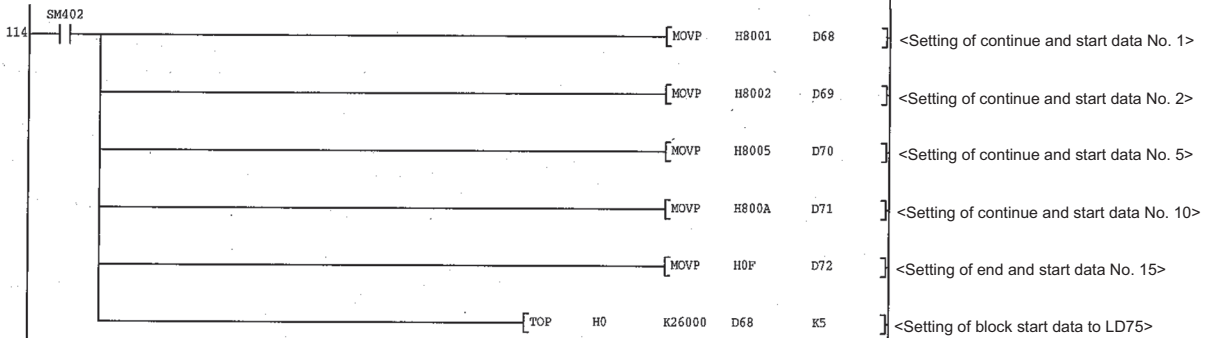 SM402
114 [MOVP H8001 D68 ] <Setting of continue and start data No. 1>
[MOVP H8002 D69 ] <Setting of continue and start data No. 2>
[MOVP H8005 D70 ] <Setting of continue and start data No. 5>
[MOVP H800A D71 ] <Setting of continue and start data No. 10>
[MOVP H0F D72 ] <Setting of end and start data No. 15>
[TOP H0 K26000 D68 K5 ] <Setting of block start data to LD75>